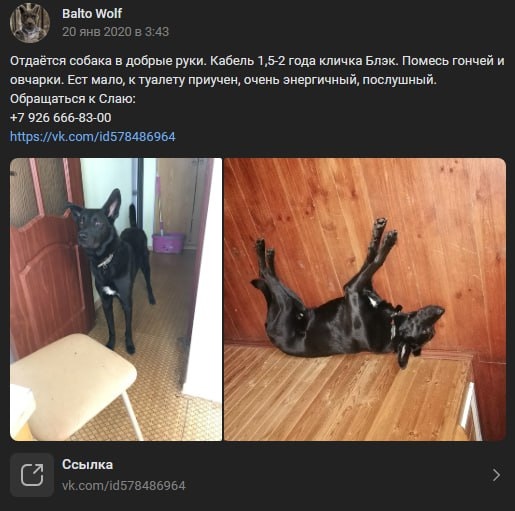 Balto Wolf
20 янв 2020 в 3:43
Отдаётся собака в добрые руки. Кабель 1,5-2 года кличка Блэк. Помесь гончей и
овчарки. Ест мало, к туалету приучен, очень энергичный, послушный.
Обращаться к Слаю:
+7 926 666-83-00
https://vk.com/id578486964
Ссылка
vk.com/id578486964